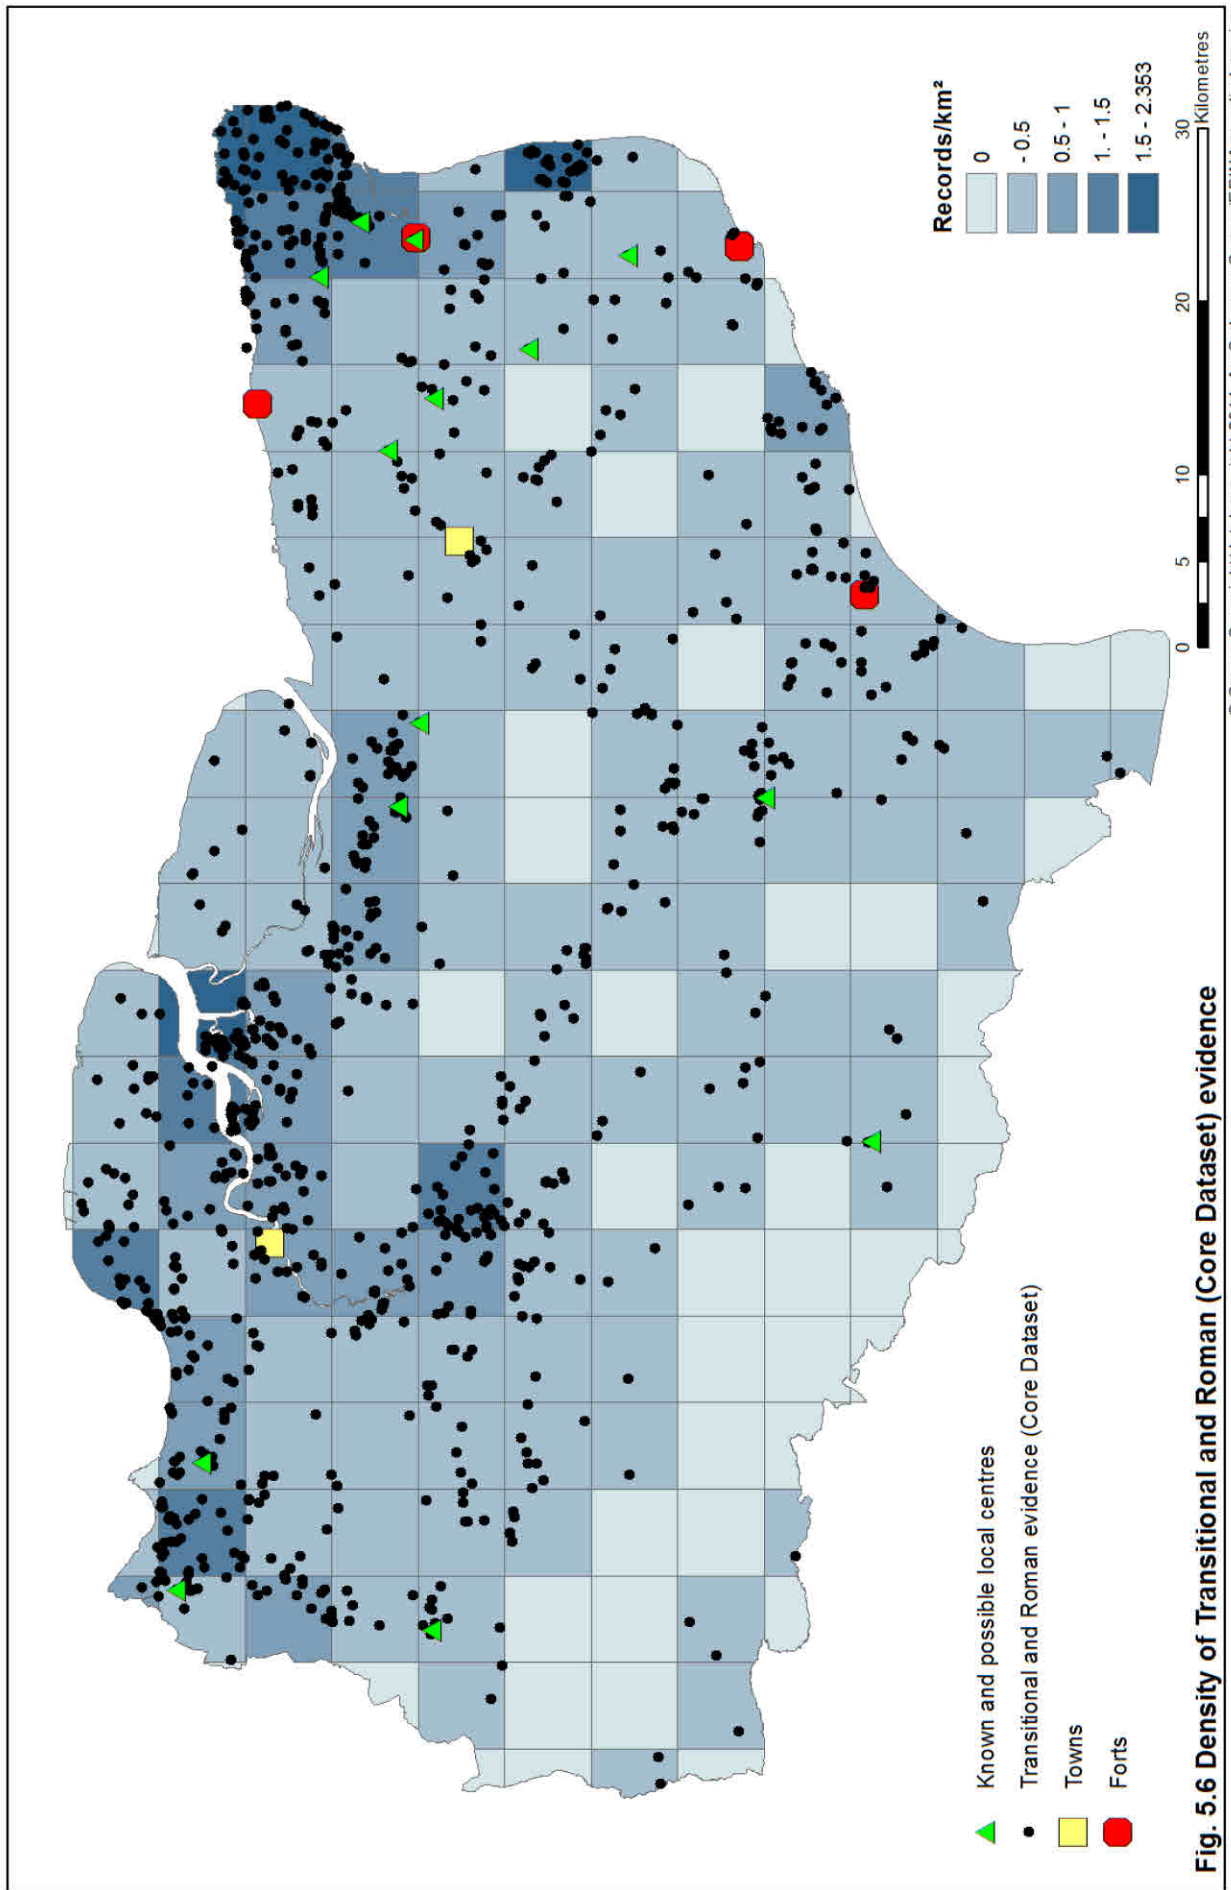 Records/km²
0
- 0.5
0.5 - 1
1. - 1.5
1.5 - 2.353
0
5
10
20
30
Kilometres
Known and possible local centres
Transitional and Roman evidence (Core Dataset)
Towns
Forts
Fig. 5.6 Density of Transitional and Roman (Core Dataset) evidence